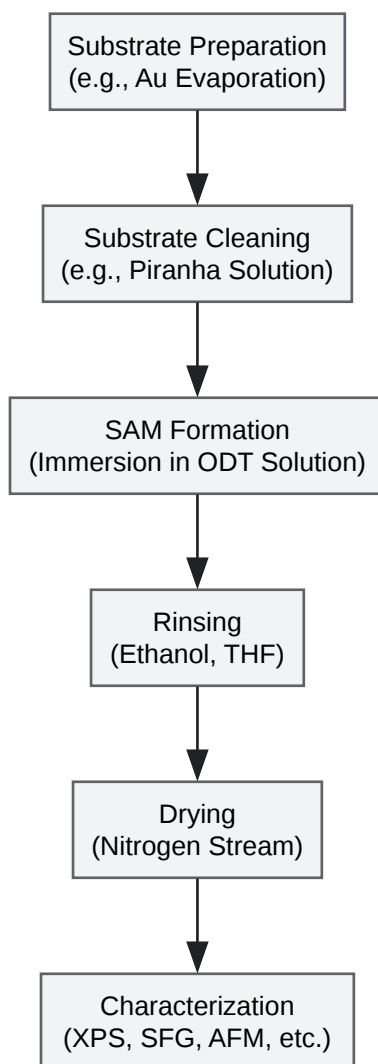 Substrate Preparation
(e.g., Au Evaporation)
Substrate Cleaning
(e.g., Piranha Solution)
SAM Formation
(Immersion in ODT Solution)
Rinsing
(Ethanol, THF)
Drying
(Nitrogen Stream)
Characterization
(XPS, SFG, AFM, etc.)